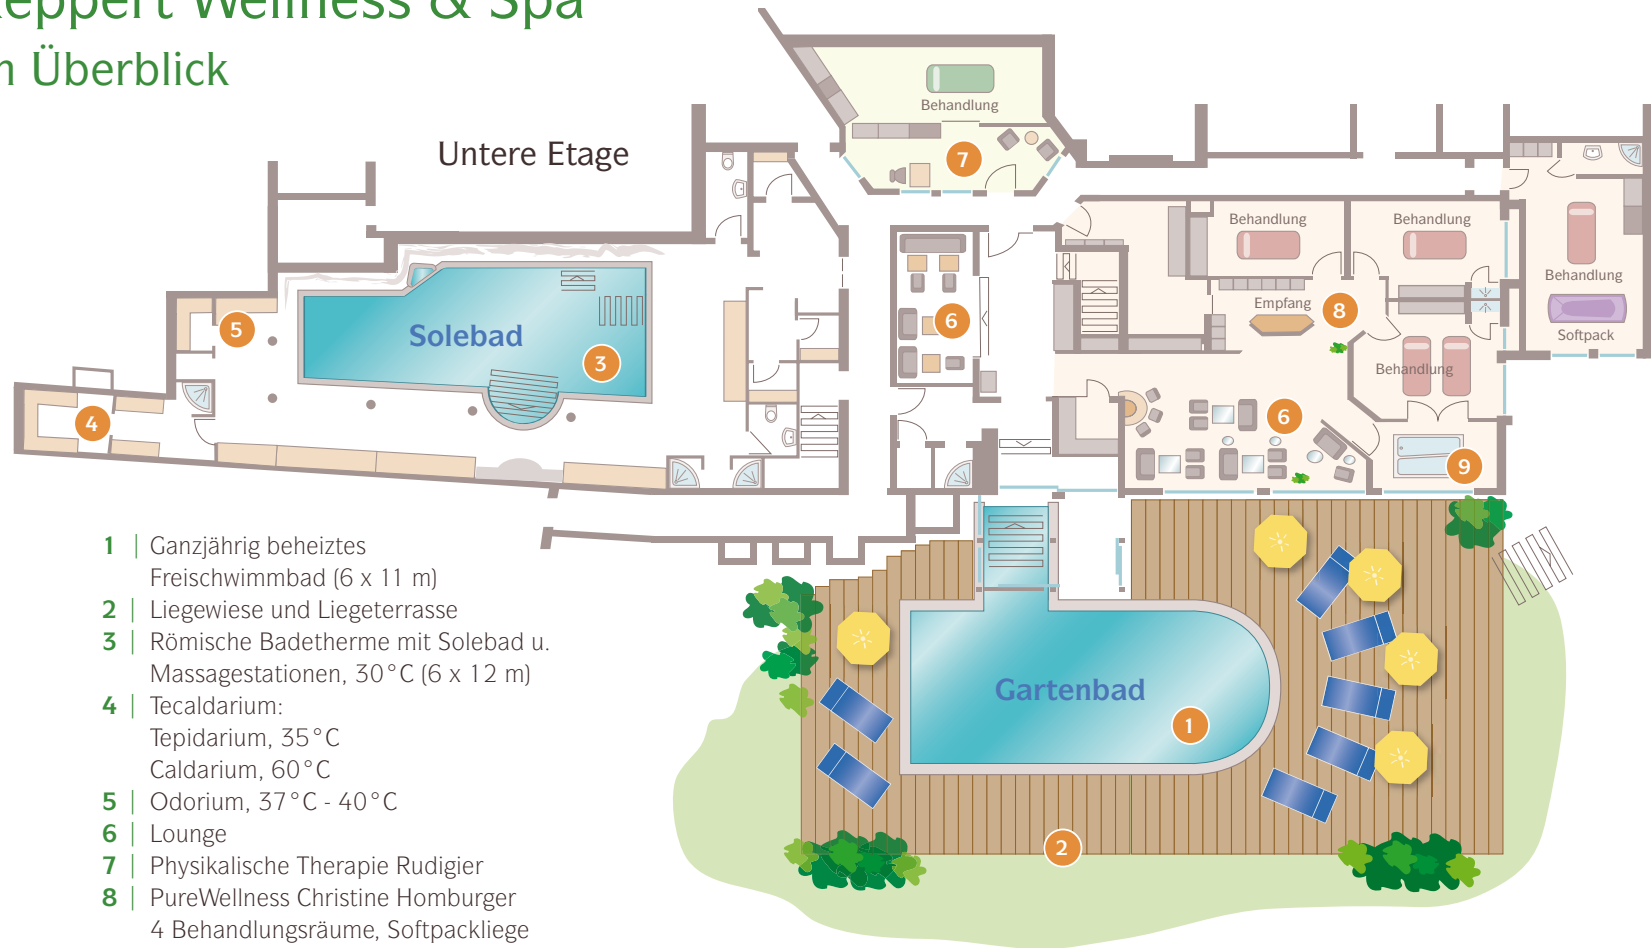 Wellness & Spa
Überblick
Untere Etage
Behandlung
7
Behandlung
Behandlung
Behandlung
Softpack
Empfang
8
6
5
Solebad
3
4
Behandlung
6
9
Gartenbad
1
2
1 | Ganzjährig beheiztes
Freischwimmbad (6 x 11 m)
2 | Liegewiese und Liegeterrasse
3 | Römische Badetherme mit Solebad u.
Massagestationen, 30°C (6 x 12 m)
4 | Tecaldarium:
Tepidarium, 35°C
Caldarium, 60°C
5 | Odorium, 37°C - 40°C
6 | Lounge
7 | Physikalische Therapie Rudigier
8 | PureWellness Christine Homburger
4 Behandlungsräume, Softpackliege